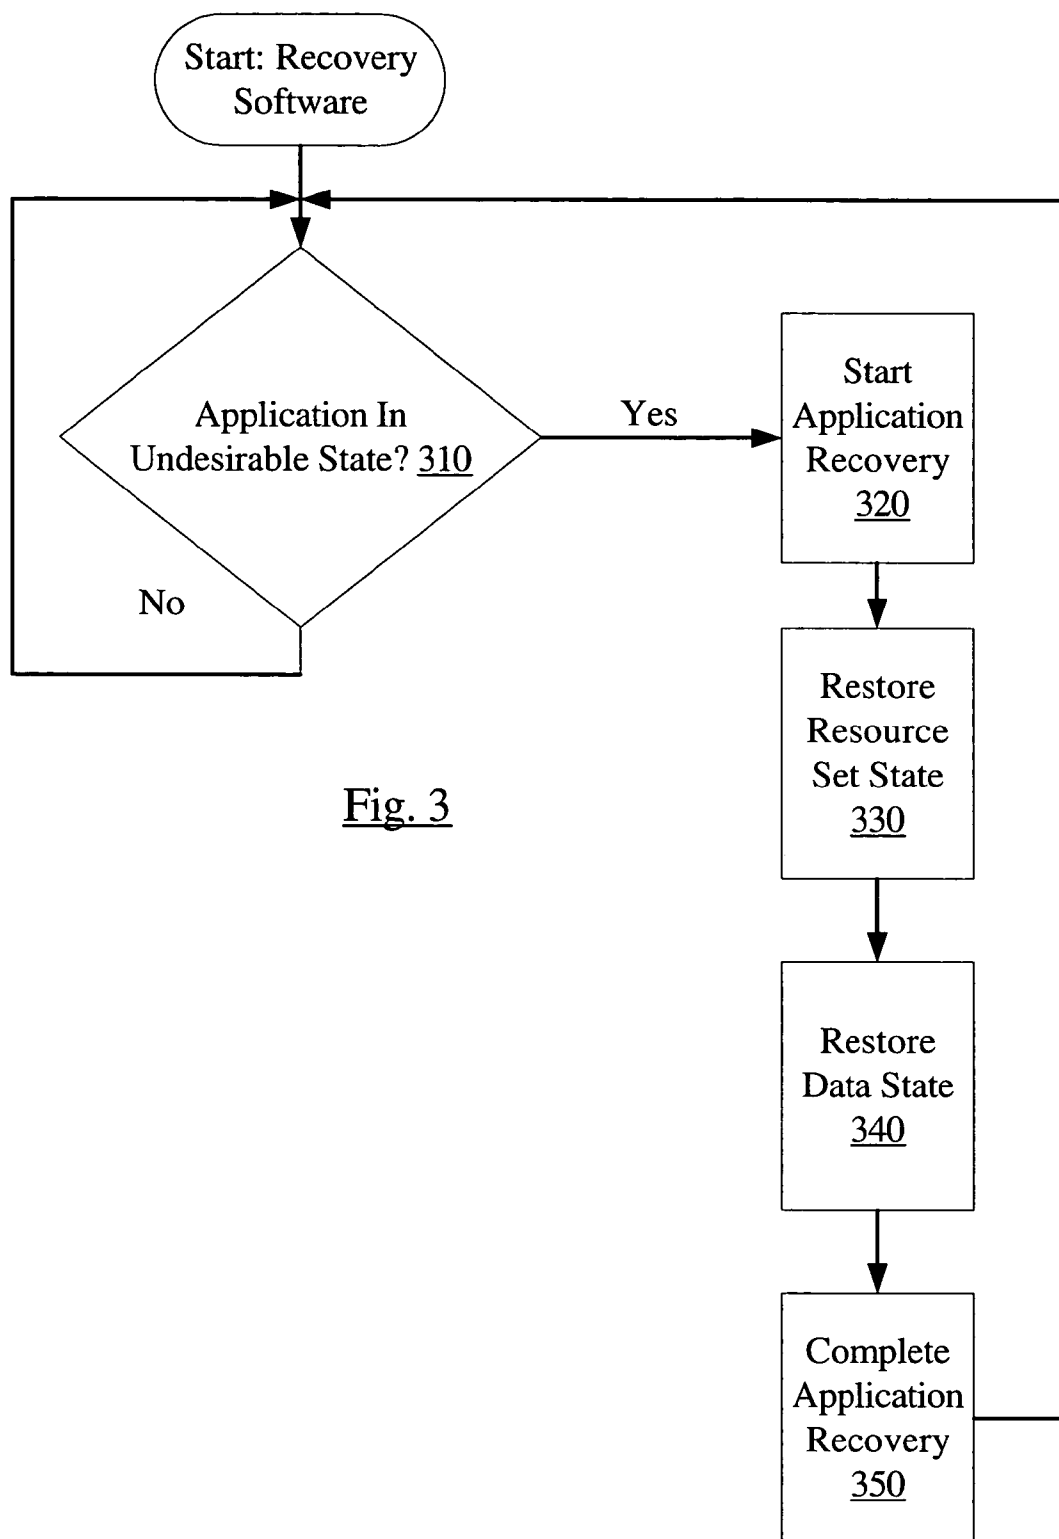 Start: Recovery
Software
Application In
Undesirable State? 310
Yes
No
Start
Application
Recovery
320
Restore
Resource
Set State
330
Restore
Data State
340
Complete
Application
Recovery
350
Fig. 3